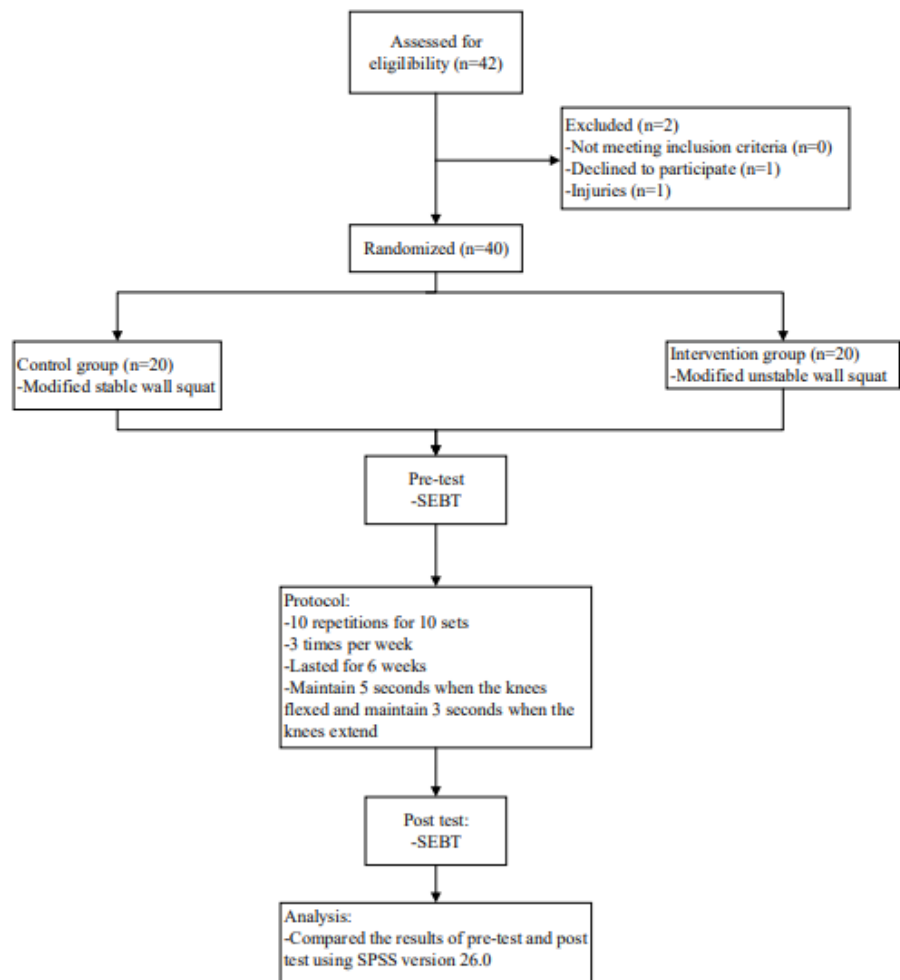 Assessed for
eligilibility (n=42)
Excluded (n=2)
-Not meeting inclusion criteria (n=0)
-Declined to participate (n=1)
-Injuries (n=1)
Randomized (n=40)
Control group (n=20)
-Modified stable wall squat
Intervention group (n=20)
-Modified unstable wall squat
Pre-test
-SEBT
Protocol:
-10 repetitions for 10 sets
-3 times per week
-Lasted for 6 weeks
-Maintain 5 seconds when the knees
flexed and maintain 3 seconds when the
knees extend
Post test:
-SEBT
Analysis:
-Compared the results of pre-test and post
test using SPSS version 26.0